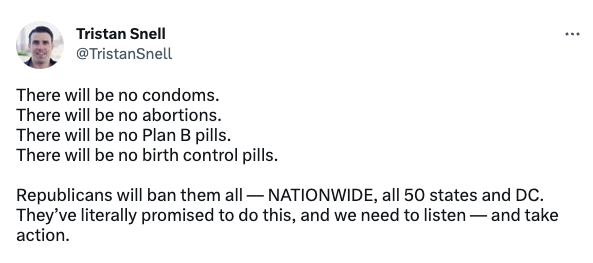 Tristan Snell
@TristanSnell
There will be no condoms.
There will be no abortions.
There will be no Plan B pills.
There will be no birth control pills.
Republicans will ban them all — NATIONWIDE, all 50 states and DC.
They’ve literally promised to do this, and we need to listen — and take
action.